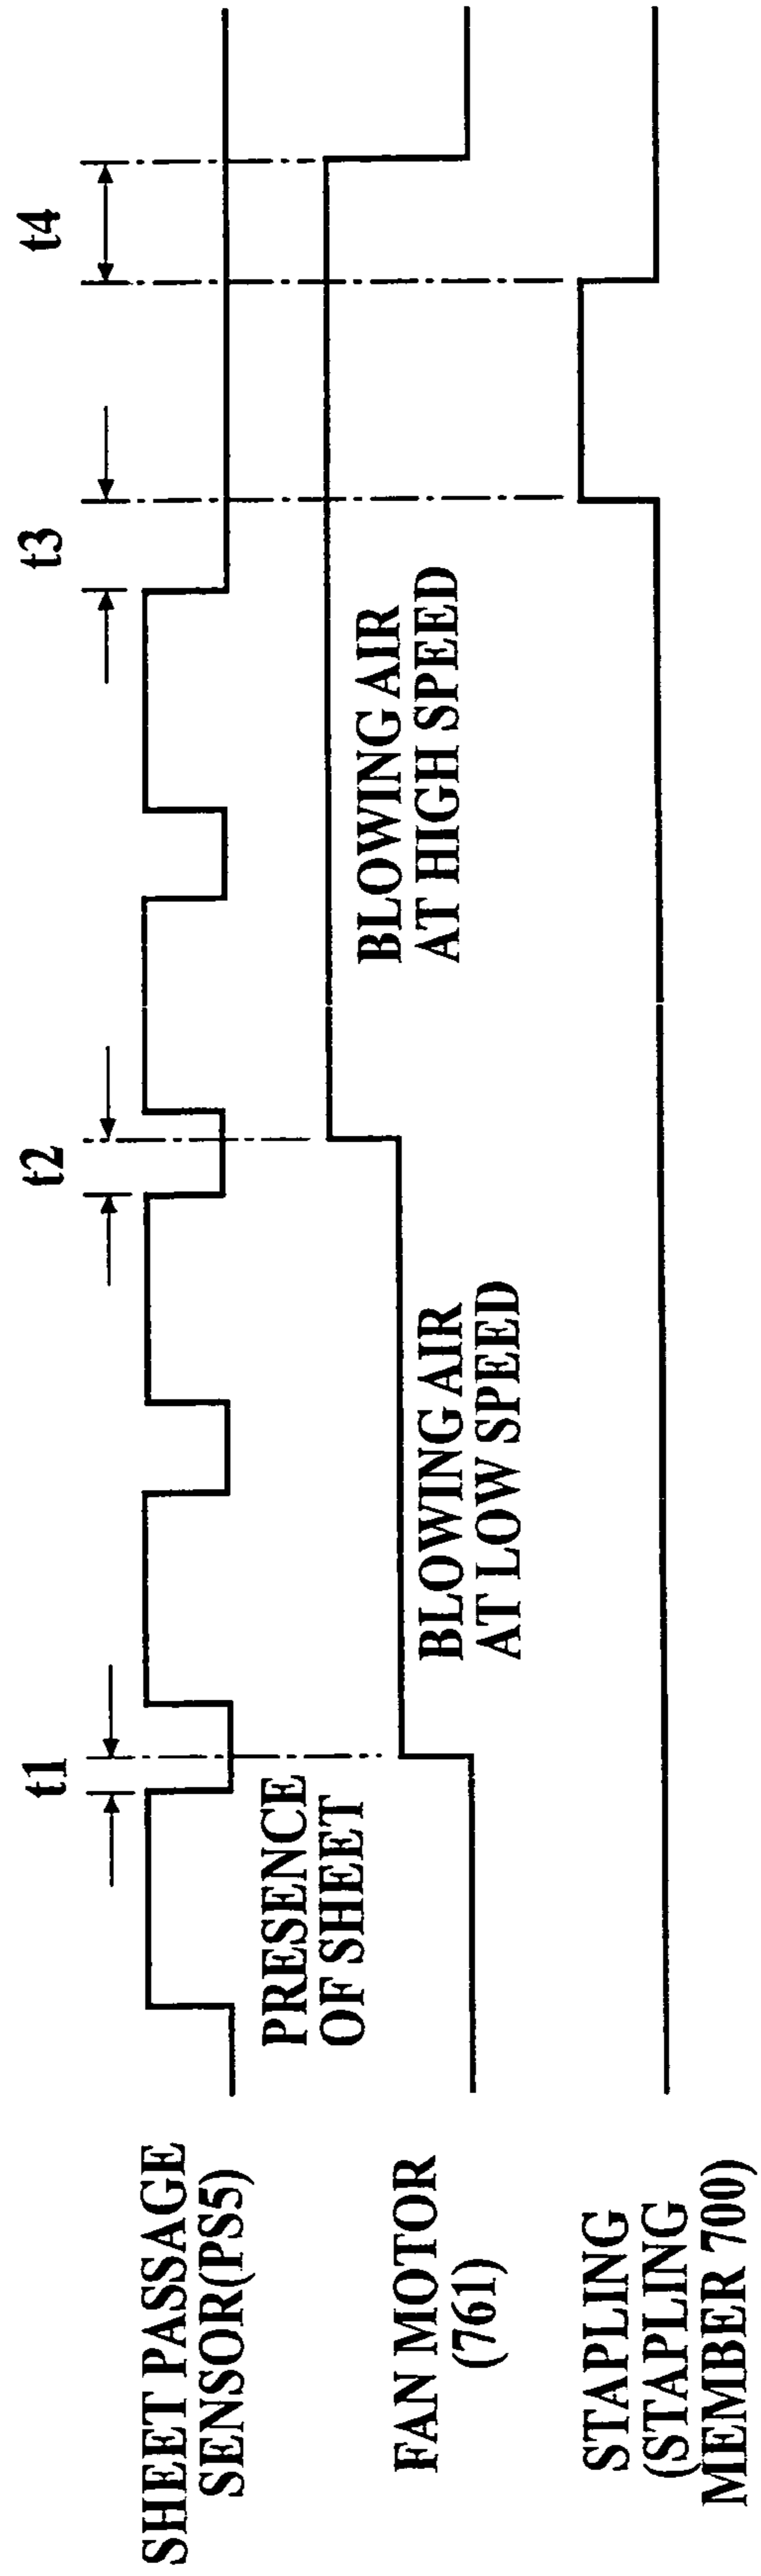 t1
t2
t3
t4
SHEET PASSAGE
SENSOR(PS5)
PRESENCE
OF SHEET
FAN MOTOR
(761)
BLOWING AIR
AT LOW SPEED
BLOWING AIR
AT HIGH SPEED
STAPLING
(STAPLING
MEMBER 700)